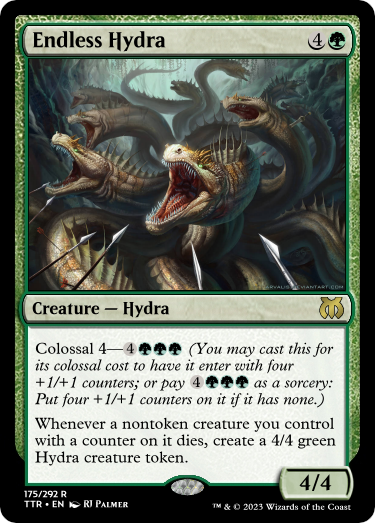 Endless Hydra 4
Creature — Hydra
Colossal 4—4 (You may cast this for
its colossal cost to have it enter with four
+1/+1 counters; or pay 4 as a sorcery:
Put four +1/+1 counters on it if it has none.)
Whenever a nontoken creature you control
with a counter on it dies, create a 4/4 green
Hydra creature token.
4/4
175/292 R
TTR • EN RJ PALMER
™ & © 2023 Wizards of the Coast